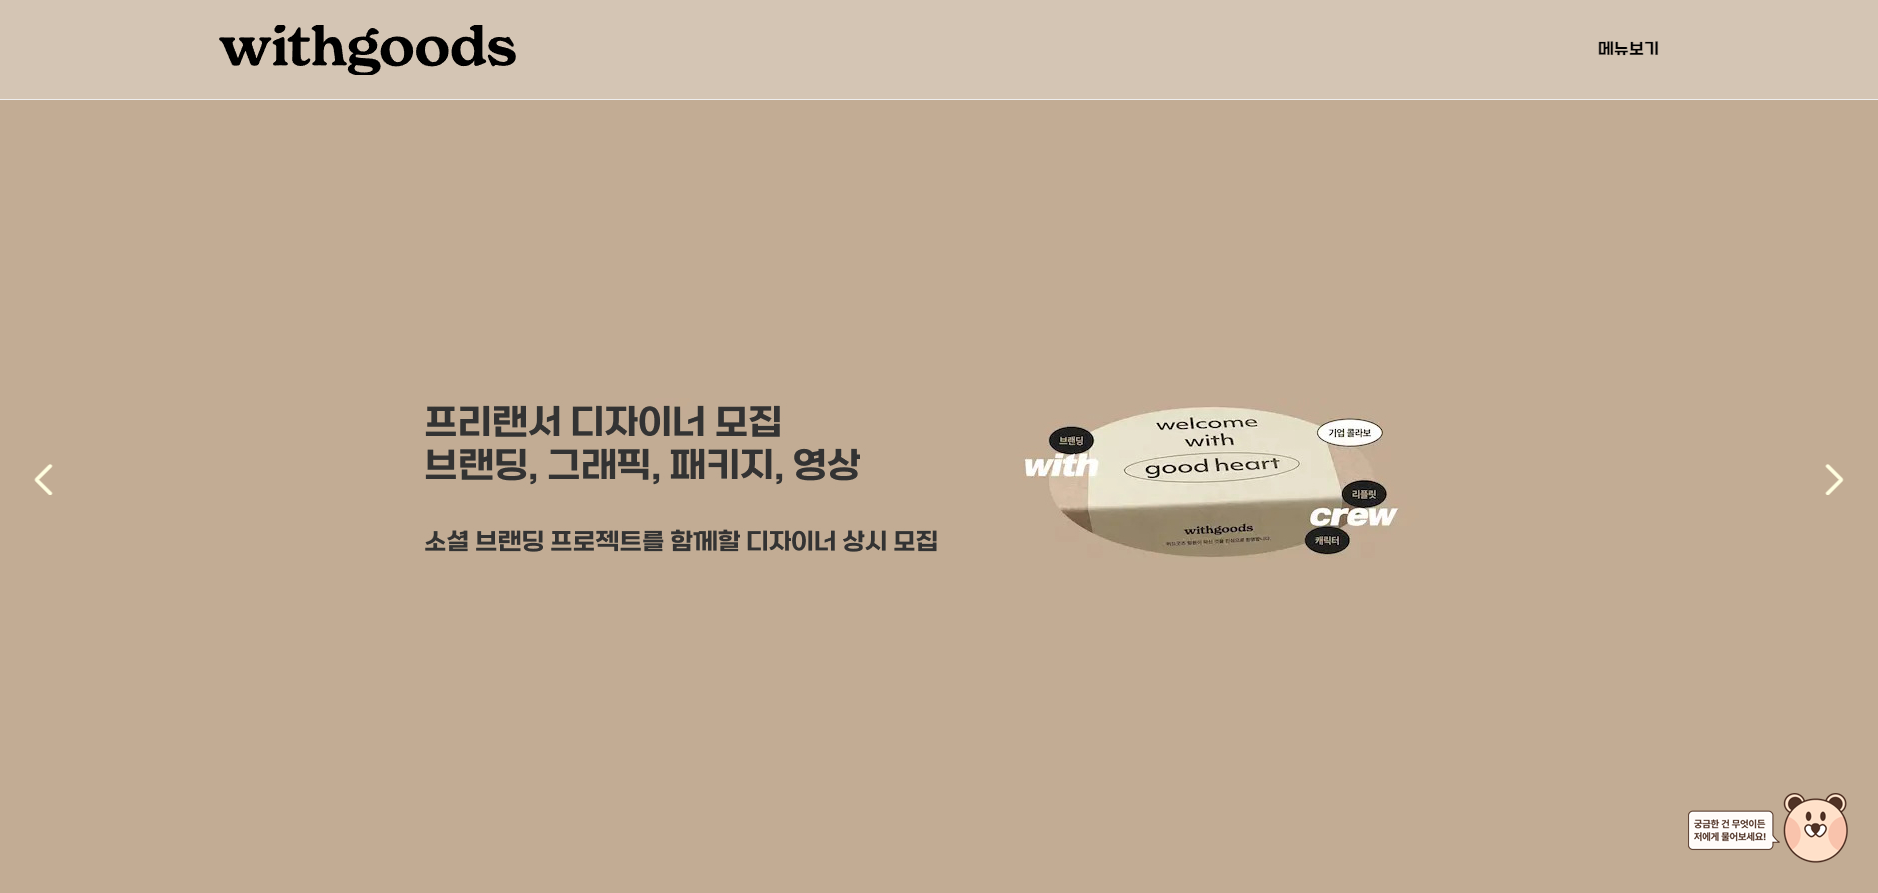 withgoods
메뉴보기
프리랜서 디자이너 모집
브랜딩, 그래픽, 패키지, 영상
소셜 브랜딩 프로젝트를 함께할 디자이너 상시 모집
welcome
with
good heart
withgoods
브랜딩
with
기업 콜라보
리플릿
crew
캐릭터
궁금한 건 무엇이든
저에게 물어보세요!